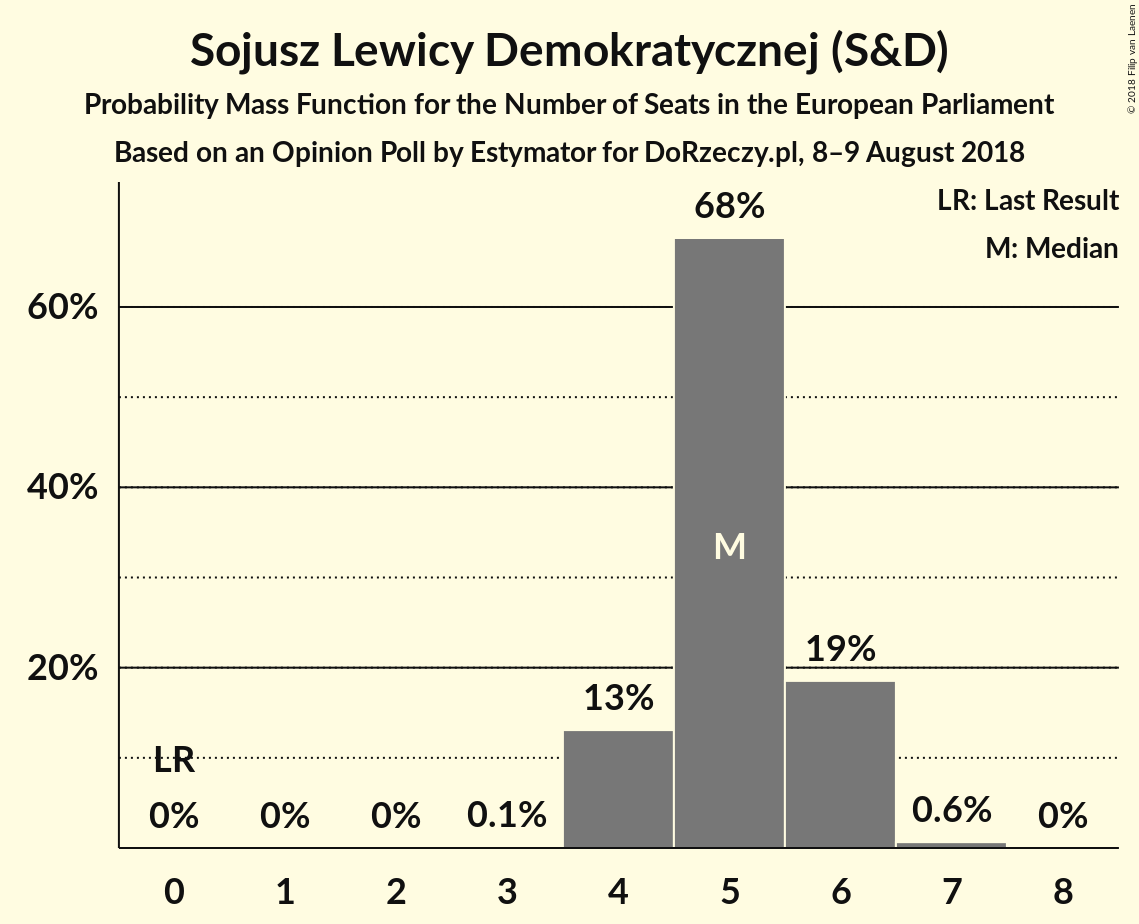 Sojusz Lewicy Demokratycznej (S&D)
Probability Mass Function for the Number of Seats in the European Parliament
Based on an Opinion Poll by Estymator for DoRzeczy.pl, 8–9 August 2018
© 2018 Filip van Laenen
LR: Last Result
M: Median
68%
60%
40%
M
19%
20%
13%
LR
0%
0%
0%
0.1%
0.6%
0%
0 1 2 3 4 5 6 7 8